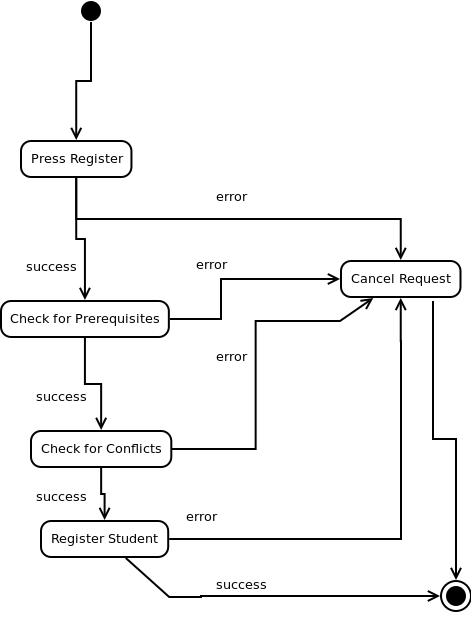 Press Register
error
success
error
Cancel Request
Check for Prerequisites
error
success
Check for Conflicts
success
error
Register Student
success